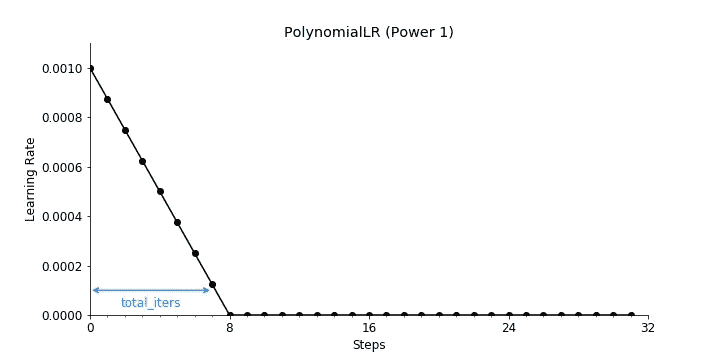 PolynomialLR (Power 1)
0.0010
0.0008
0.0006
0.0004
0.0002
0.0000
Learning Rate
total_iters
0 8 16 24 32
Steps